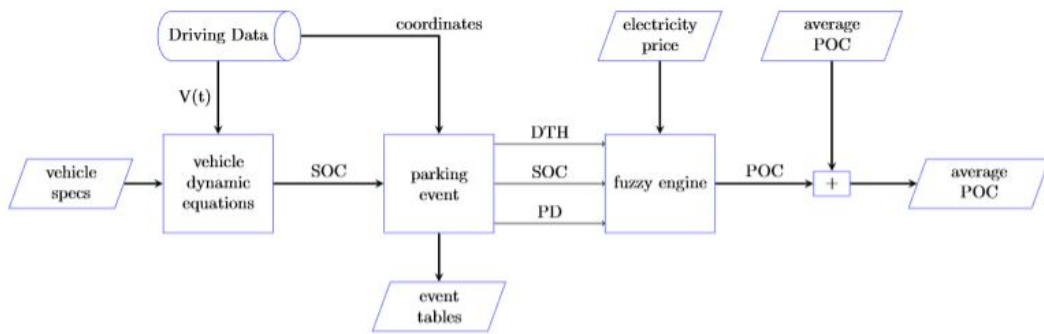 Driving Data
coordinates
electricity
price
average
POC
V(t)
vehicle
specs
vehicle
dynamic
equations
SOC
parking
event
DTH
SOC
PD
fuzzy engine
POC
+
average
POC
event
tables